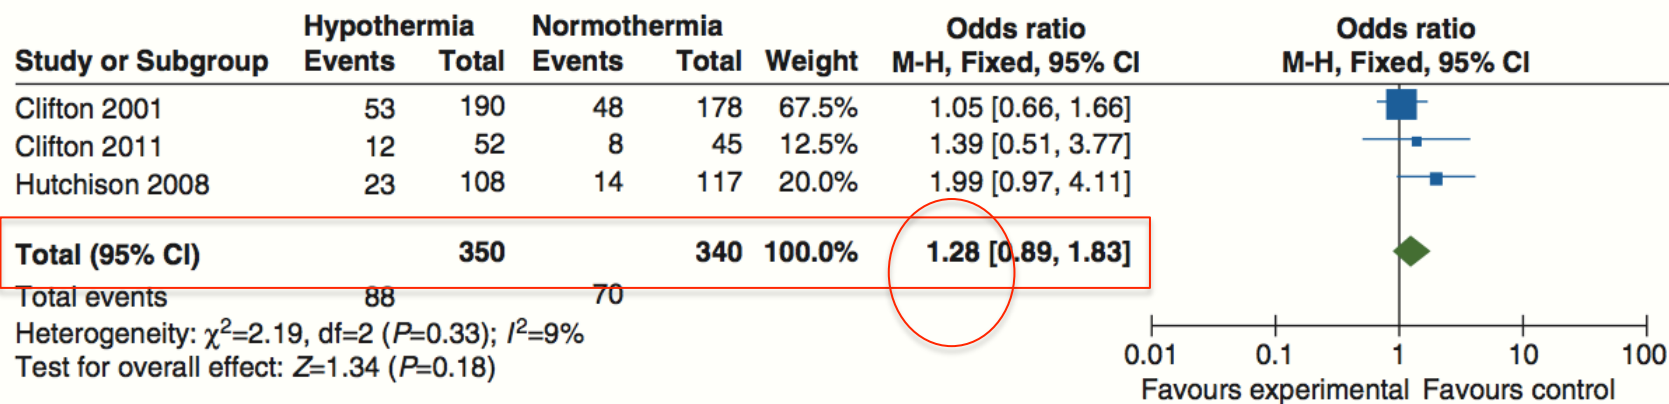 Hypothermia Normothermia Odds ratio Odds ratio
Study or Subgroup Events Total Events Total Weight M-H, Fixed, 95% CI M-H, Fixed, 95% CI
Clifton 2001 53 190 48 178 67.5% 1.05 [0.66, 1.66]
Clifton 2011 12 52 8 45 12.5% 1.39 [0.51, 3.77]
Hutchison 2008 23 108 14 117 20.0% 1.99 [0.97, 4.11]
Total (95% CI) 350 340 100.0% 1.28 [0.89, 1.83]
Total events 88 70
Heterogeneity: χ²=2.19, df=2 (P=0.33); I²=9%
Test for overall effect: Z=1.34 (P=0.18)
0.01 0.1 1 10 100
Favours experimental Favours control